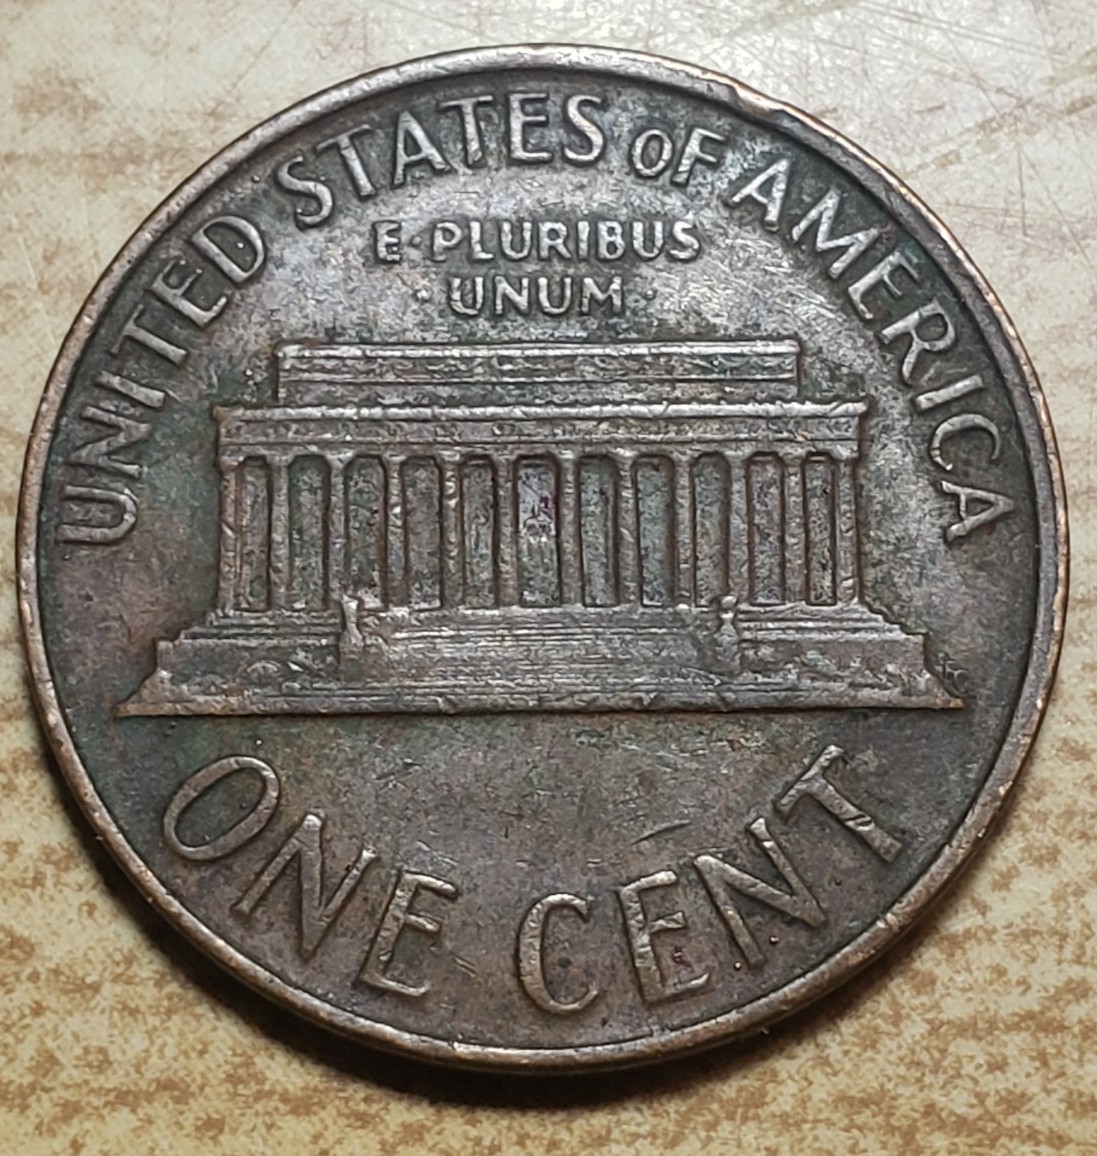 UNITED STATES OF AMERICA
E·PLURIBUS
·UNUM·
ONE CENT